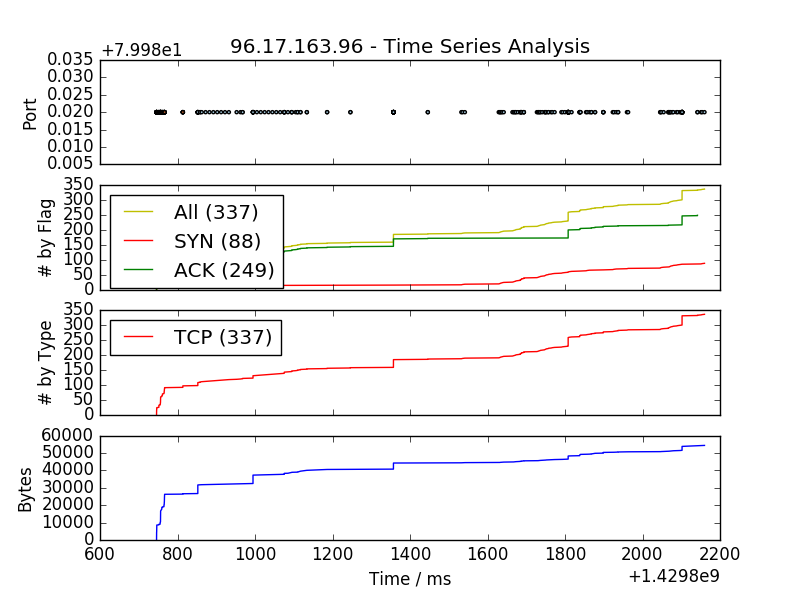 +7.998e1
96.17.163.96 - Time Series Analysis
0.035
0.030
0.025
0.020
0.015
0.010
0.005
Port
350
300
250
200
150
100
50
0
# by Flag
All (337)
SYN (88)
ACK (249)
350
300
250
200
150
100
50
0
# by Type
TCP (337)
60000
50000
40000
30000
20000
10000
0
Bytes
600 800 1000 1200 1400 1600 1800 2000 2200
Time / ms
+1.4298e9